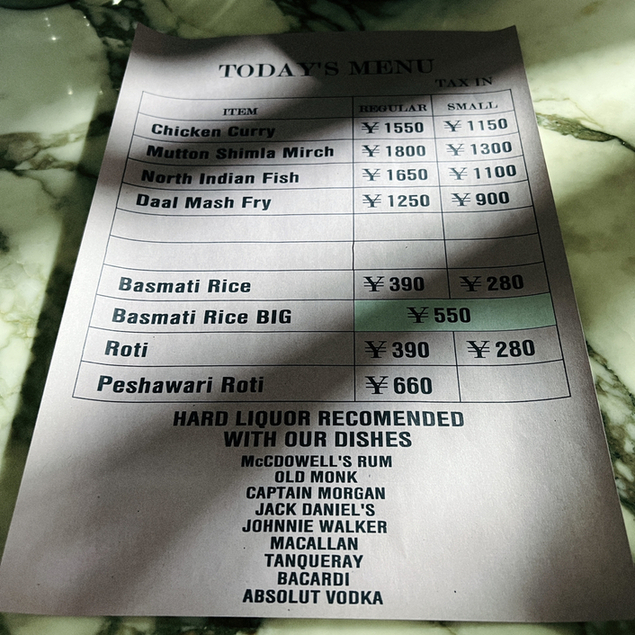 TODAY'S MENU
TAX IN
ITEM REGULAR SMALL
Chicken Curry ¥ 1550 ¥ 1150
Mutton Shimla Mirch ¥ 1800 ¥ 1300
North Indian Fish ¥ 1650 ¥ 1100
Daal Mash Fry ¥ 1250 ¥ 900
Basmati Rice ¥ 390 ¥ 280
Basmati Rice BIG ¥ 550
Roti ¥ 390 ¥ 280
Peshawari Roti ¥ 660
HARD LIQUOR RECOMENDED
WITH OUR DISHES
McCDOWELL'S RUM
OLD MONK
CAPTAIN MORGAN
JACK DANIEL'S
JOHNNIE WALKER
MACALLAN
TANQUERAY
BACARDI
ABSOLUT VODKA